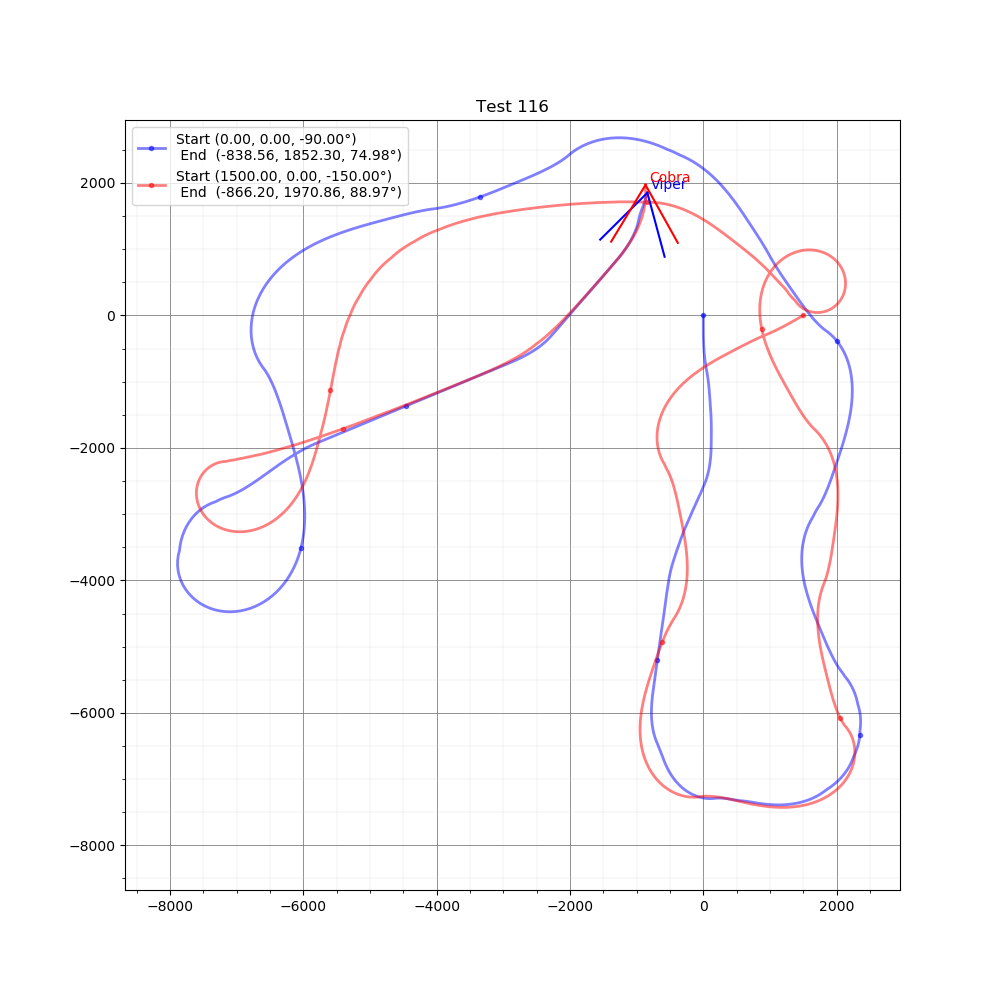 Test 116
Start (0.00, 0.00, -90.00°)
End (-838.56, 1852.30, 74.98°)
Start (1500.00, 0.00, -150.00°)
End (-866.20, 1970.86, 88.97°)
Cobra
Viper
2000
0
−2000
−4000
−6000
−8000
−8000
−6000
−4000
−2000
0
2000